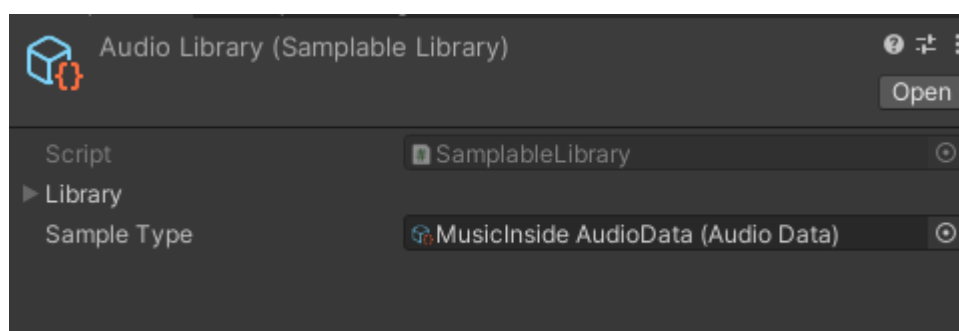 Audio Library (Samplable Library)
Open
Script SamplableLibrary
Library
Sample Type MusicInside AudioData (Audio Data)